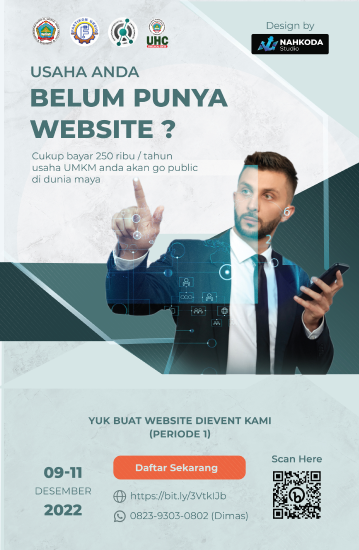 Design by
NAHKODA
Studio
UHC
USAHA ANDA
BELUM PUNYA
WEBSITE ?
Cukup bayar 250 ribu / tahun
usaha UMKM anda akan go public
di dunia maya
YUK BUAT WEBSITE DIEVENT KAMI
(PERIODE 1)
09-11
DESEMBER
2022
Daftar Sekarang
https://bit.ly/3VtkIJb
0823-9303-0802 (Dimas)
Scan Here